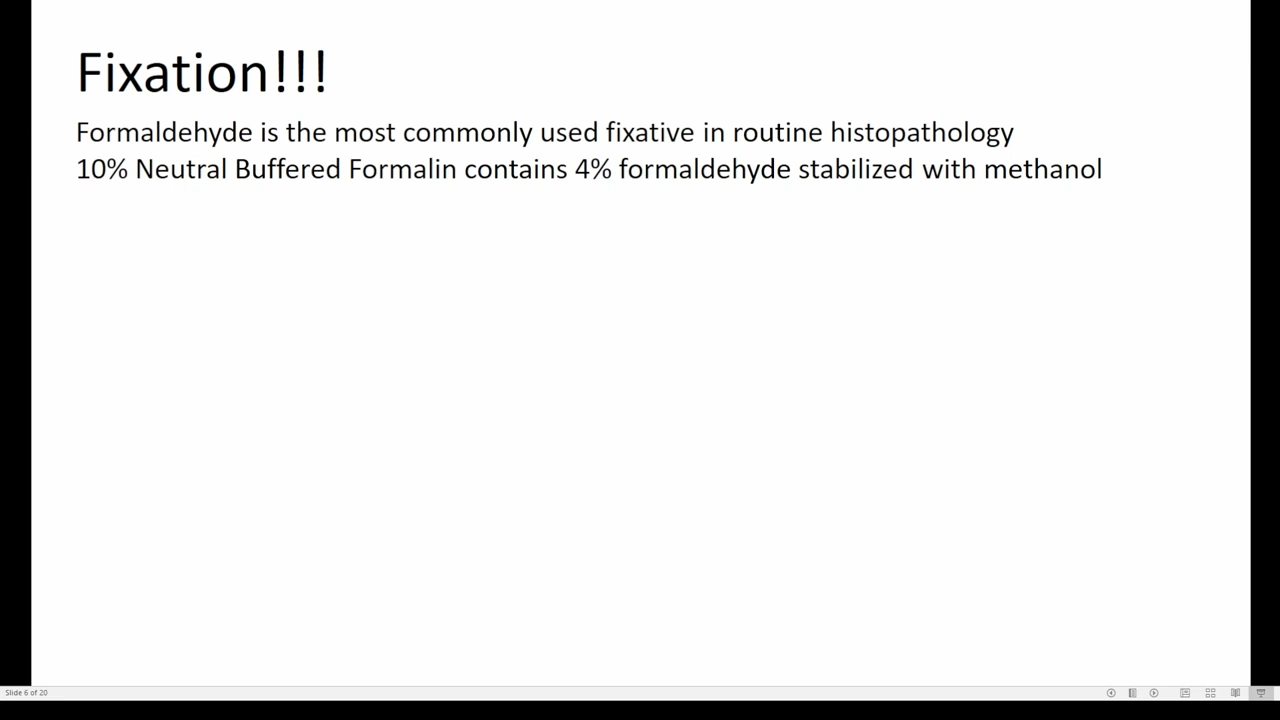 Fixation!!!
Formaldehyde is the most commonly used fixative in routine histopathology
10% Neutral Buffered Formalin contains 4% formaldehyde stabilized with methanol
Slide 6 of 20